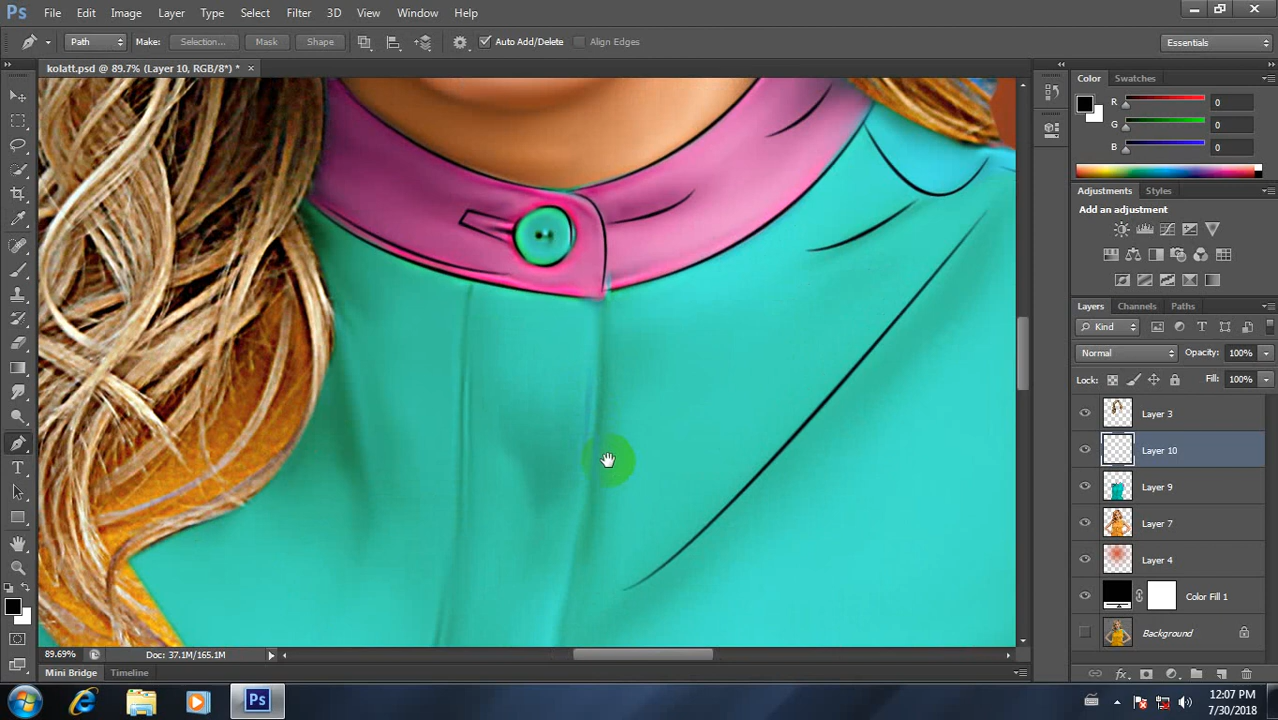 Ps File Edit Image Layer Type Select Filter 3D View Window Help
Path Make: Selection... Mask Shape Auto Add/Delete Align Edges Essentials
kolatt.psd @ 89.7% (Layer 10, RGB/8*) * ×
Color Swatches
R 0
G 0
B 0
Adjustments Styles
Add an adjustment
Layers Channels Paths
Kind
Normal Opacity: 100%
Lock: Fill: 100%
Layer 3
Layer 10
Layer 9
Layer 7
Layer 4
Color Fill 1
Background
89.69% Doc: 37.1M/165.1M
Mini Bridge Timeline
Ps
12:07 PM
7/30/2018